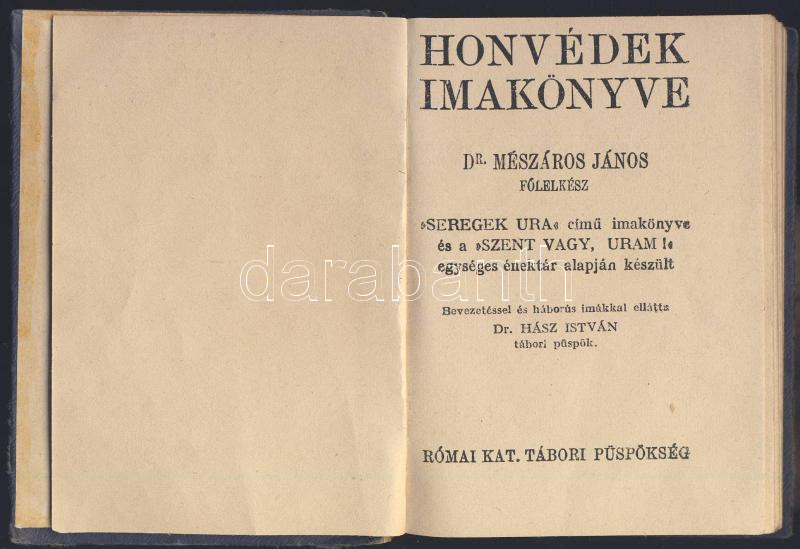 HONVÉDEK
IMAKÖNYVE
DR. MÉSZÁROS JÁNOS
FŐLELKÉSZ
»SEREGEK URA« című imakönyve
és a »SZENT VAGY, URAM!«
egységes énektár alapján készült
darabanth
Bevezetéssel és háborús imákkal ellátta
Dr. HÁSZ ISTVÁN
tábori püspök.
RÓMAI KAT. TÁBORI PÜSPÖKSÉG